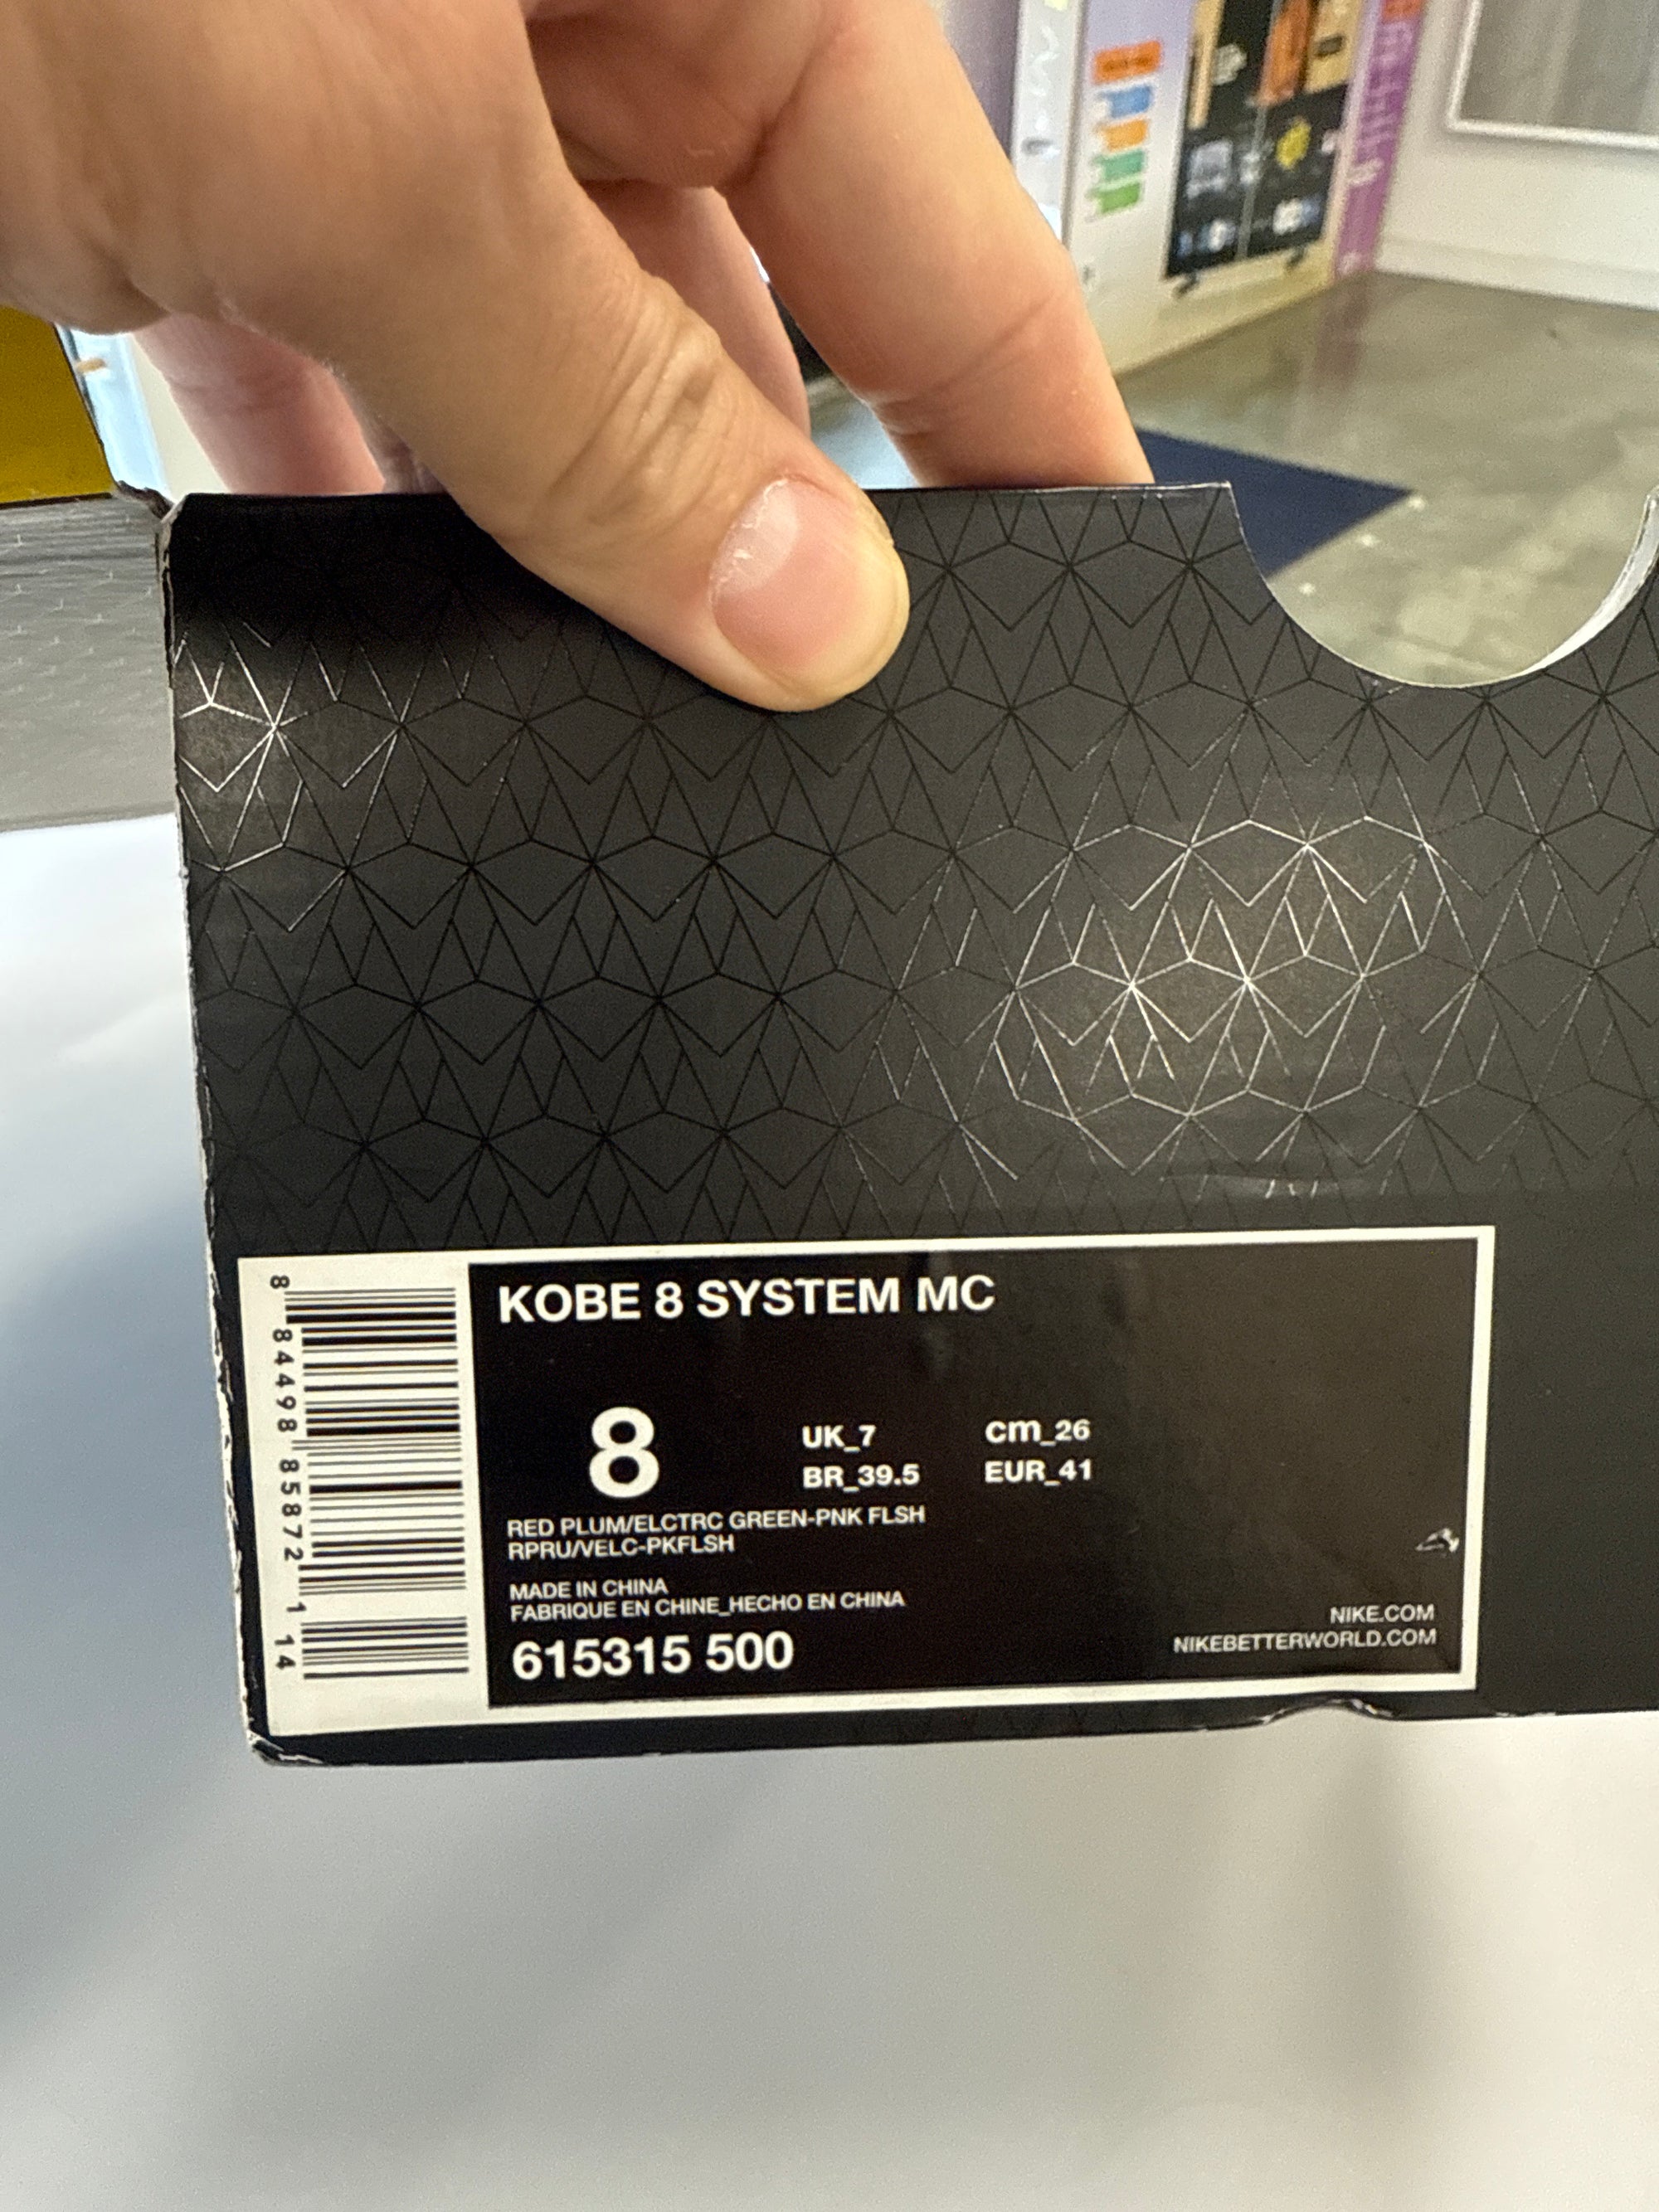 KOBE 8 SYSTEM MC
8
UK_7
cm_26
BR_39.5
EUR_41
RED PLUM/ELCTRC GREEN-PNK FLSH
RPRU/VELC-PKFLSH
MADE IN CHINA
FABRIQUE EN CHINE_HECHO EN CHINA
615315 500
NIKE.COM
NIKEBETTERWORLD.COM
8 84498 85872 1 14